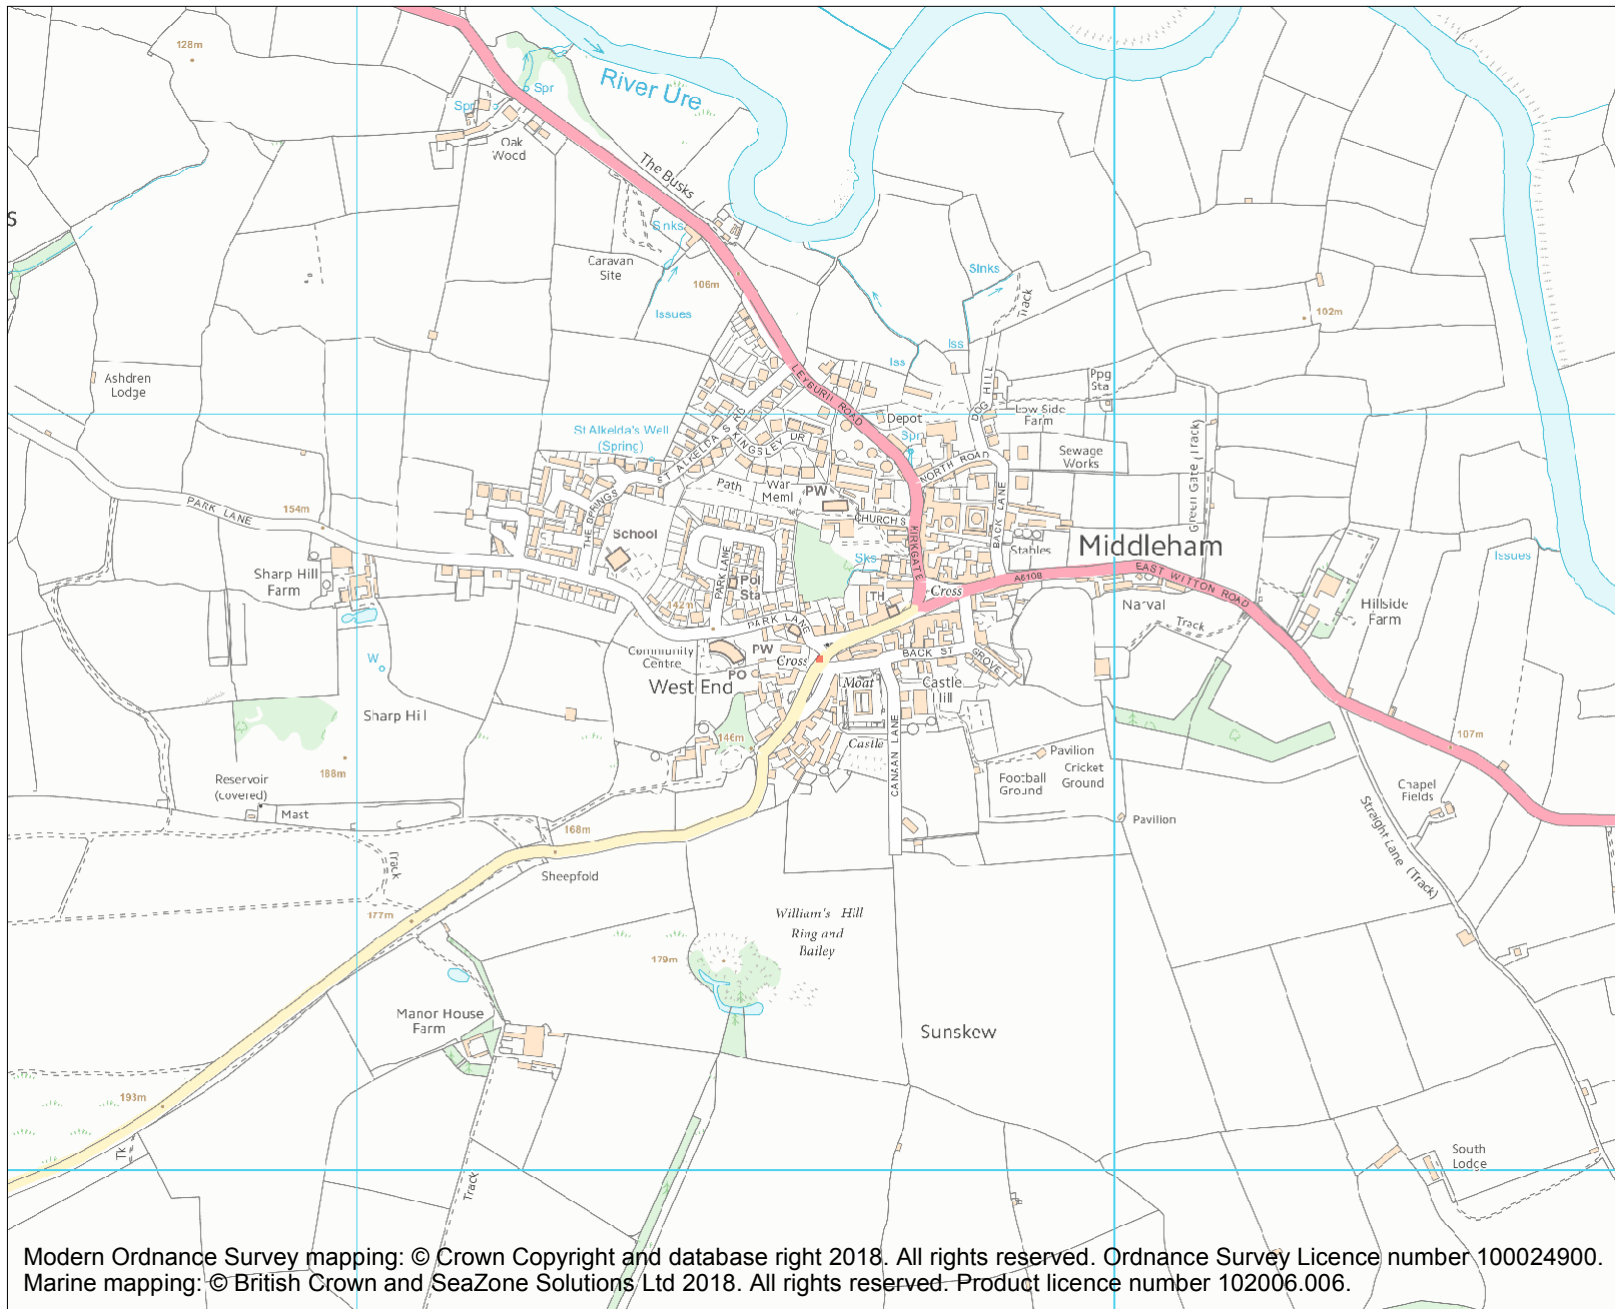 128m
River Ure
Spr
Spr
Oak
Wood
The Busks
s
Sinks
Caravan
Site
106m
Issues
Sinks
Track
102m
Iss
Iss
Ashdren
Lodge
LEYBURN ROAD
DOG HILL
Ppg
Sta
Low Side
Farm
Depot
St Alkelda's Well
(Spring)
ST ALKELDA'S RD
KINGSLEY DR
Spr
NORTH ROAD
Sewage
Works
Green Gate (Track)
PARK LANE
154m
THE SPRINGS
Path
War
Meml
PW
CHURCH S
KIRKGATE
BACK LANE
Stables
School
Middleham
Issues
Sharp Hill
Farm
PARK LANE
Pol
Sta
142m
Sks
TH
Cross
A6108
EAST WITTON ROAD
Narval
Track
Hillside
Farm
PARK LANE
Community
Centre
PW
Cross
BACK ST
GROVE
W
PO
West End
Moat
Castle
Hill
Sharp Hill
146m
Castle
CANAAN LANE
188m
Reservoir
(covered)
Mast
Pavilion
Cricket
Ground
Football
Ground
107m
Chapel
Fields
Straight Lane (Track)
Pavilion
168m
Track
Sheepfold
177m
William's Hill
Ring and
Bailey
179m
Manor House
Farm
Sunskew
193m
Tk
Track
South
Lodge
Modern Ordnance Survey mapping: © Crown Copyright and database right 2018. All rights reserved. Ordnance Survey Licence number 100024900.
Marine mapping: © British Crown and SeaZone Solutions Ltd 2018. All rights reserved. Product licence number 102006.006.